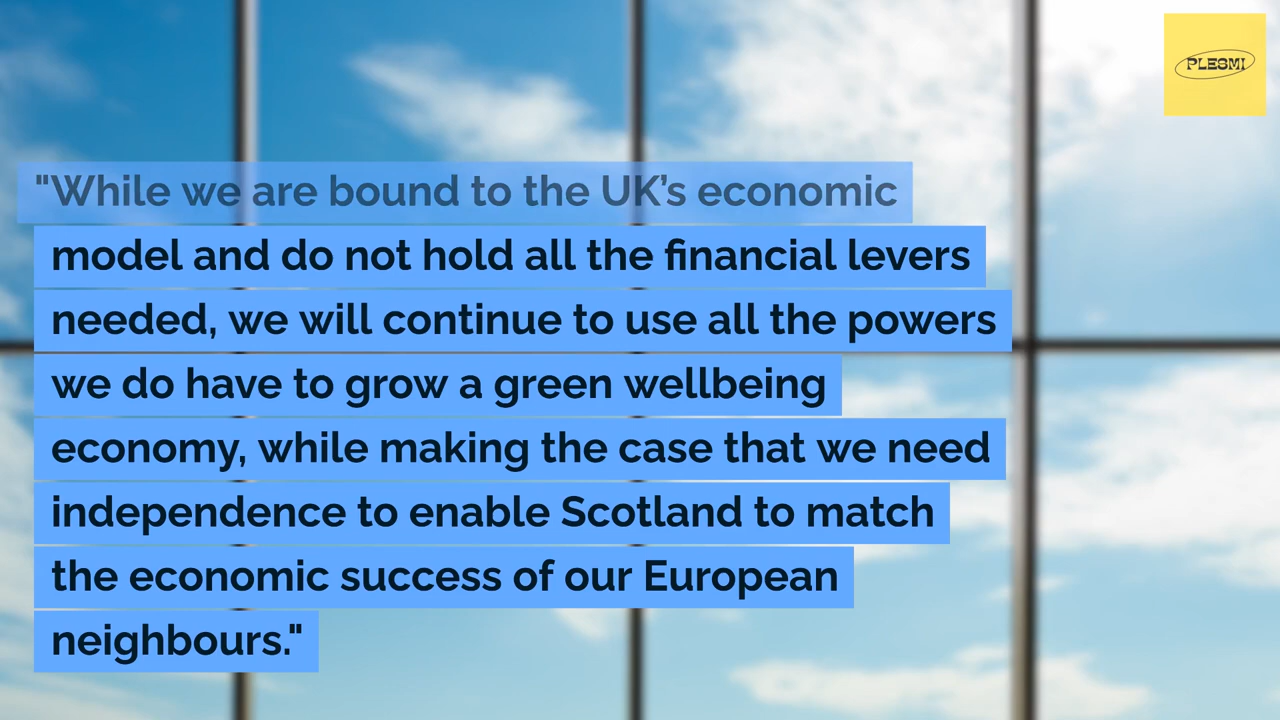 PLESMI
"While we are bound to the UK’s economic
model and do not hold all the financial levers
needed, we will continue to use all the powers
we do have to grow a green wellbeing
economy, while making the case that we need
independence to enable Scotland to match
the economic success of our European
neighbours."